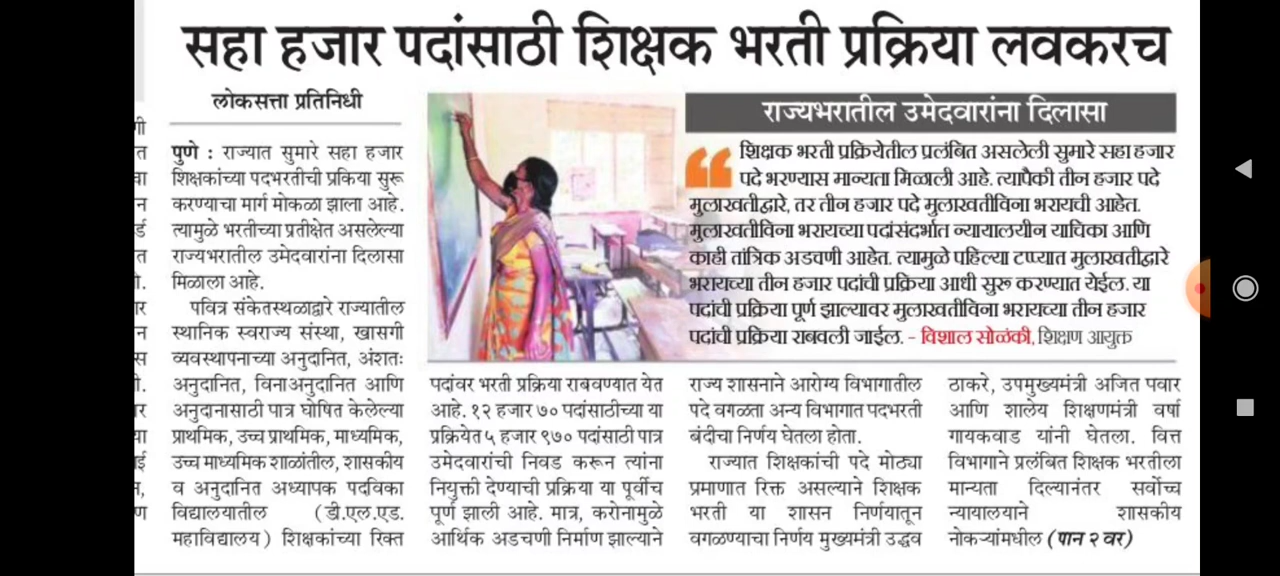 सहा हजार पदांसाठी शिक्षक भरती प्रक्रिया लवकरच
लोकसत्ता प्रतिनिधी
पुणे : राज्यात सुमारे सहा हजार
शिक्षकांच्या पदभरतीची प्रकिया सुरू
करण्याचा मार्ग मोकळा झाला आहे.
त्यामुळे भरतीच्या प्रतीक्षेत असलेल्या
राज्यभरातील उमेदवारांना दिलासा
मिळाला आहे.
पवित्र संकेतस्थळाद्वारे राज्यातील
स्थानिक स्वराज्य संस्था, खासगी
व्यवस्थापनाच्या अनुदानित, अंशतः
अनुदानित, विनाअनुदानित आणि
अनुदानासाठी पात्र घोषित केलेल्या
प्राथमिक, उच्च प्राथमिक, माध्यमिक,
उच्च माध्यमिक शाळांतील, शासकीय
व अनुदानित अध्यापक पदविका
विद्यालयातील (डी.एल.एड.
महाविद्यालय) शिक्षकांच्या रिक्त
राज्यभरातील उमेदवारांना दिलासा
शिक्षक भरती प्रक्रियेतील प्रलंबित असलेली सुमारे सहा हजार
पदे भरण्यास मान्यता मिळाली आहे. त्यापैकी तीन हजार पदे
मुलाखतीद्वारे, तर तीन हजार पदे मुलाखतीविना भरायची आहेत.
मुलाखतीविना भरायच्या पदांसंदर्भात न्यायालयीन याचिका आणि
काही तांत्रिक अडचणी आहेत. त्यामुळे पहिल्या टप्प्यात मुलाखतीद्वारे
भरायच्या तीन हजार पदांची प्रक्रिया आधी सुरू करण्यात येईल. या
पदांची प्रक्रिया पूर्ण झाल्यावर मुलाखतीविना भरायच्या तीन हजार
पदांची प्रक्रिया राबवली जाईल. - विशाल सोळंकी, शिक्षण आयुक्त
पदांवर भरती प्रक्रिया राबवण्यात येत
आहे. १२ हजार ७० पदांसाठीच्या या
प्रक्रियेत ५ हजार ९७० पदांसाठी पात्र
उमेदवारांची निवड करून त्यांना
नियुक्ती देण्याची प्रक्रिया या पूर्वीच
पूर्ण झाली आहे. मात्र, करोनामुळे
आर्थिक अडचणी निर्माण झाल्याने
राज्य शासनाने आरोग्य विभागातील
पदे वगळता अन्य विभागात पदभरती
बंदीचा निर्णय घेतला होता.
राज्यात शिक्षकांची पदे मोठ्या
प्रमाणात रिक्त असल्याने शिक्षक
भरती या शासन निर्णयातून
वगळण्याचा निर्णय मुख्यमंत्री उद्धव
ठाकरे, उपमुख्यमंत्री अजित पवार
आणि शालेय शिक्षणमंत्री वर्षा
गायकवाड यांनी घेतला. वित्त
विभागाने प्रलंबित शिक्षक भरतीला
मान्यता दिल्यानंतर सर्वोच्च
न्यायालयाने शासकीय
नोकऱ्यांमधील (पान २ वर)